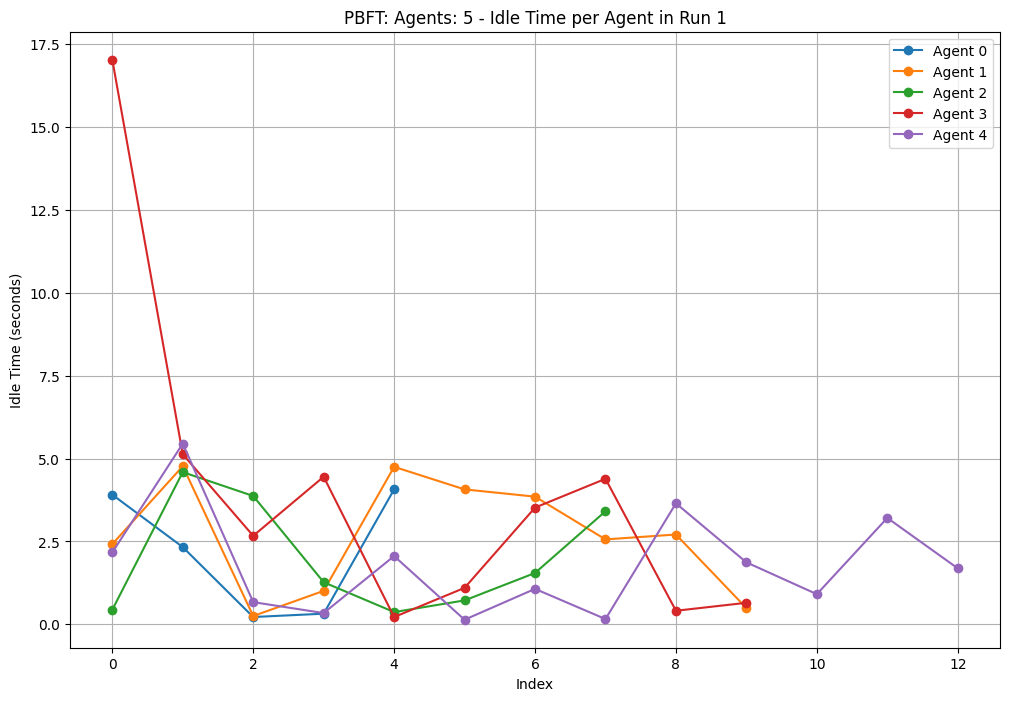 PBFT: Agents: 5 - Idle Time per Agent in Run 1
Agent 0
Agent 1
Agent 2
Agent 3
Agent 4
Idle Time (seconds)
17.5
15.0
12.5
10.0
7.5
5.0
2.5
0.0
0 2 4 6 8 10 12
Index